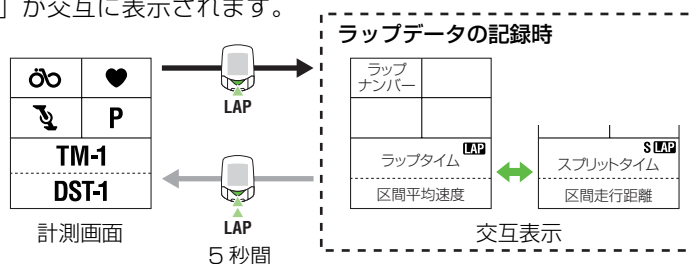 」が交互に表示されます。
ラップデータの記録時
ラップ
ナンバー
P
LAP
TM-1
DST-1
計測画面
LAP
ラップタイム
LAP
区間平均速度
S LAP
スプリットタイム
区間走行距離
LAP
5 秒間
交互表示